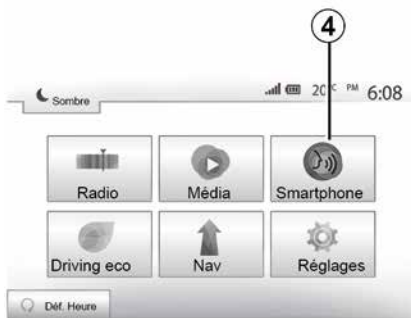 4
Sombre
20 °C PM 6:08
Radio
Média
Smartphone
Driving eco
Nav
Réglages
Déf. Heure